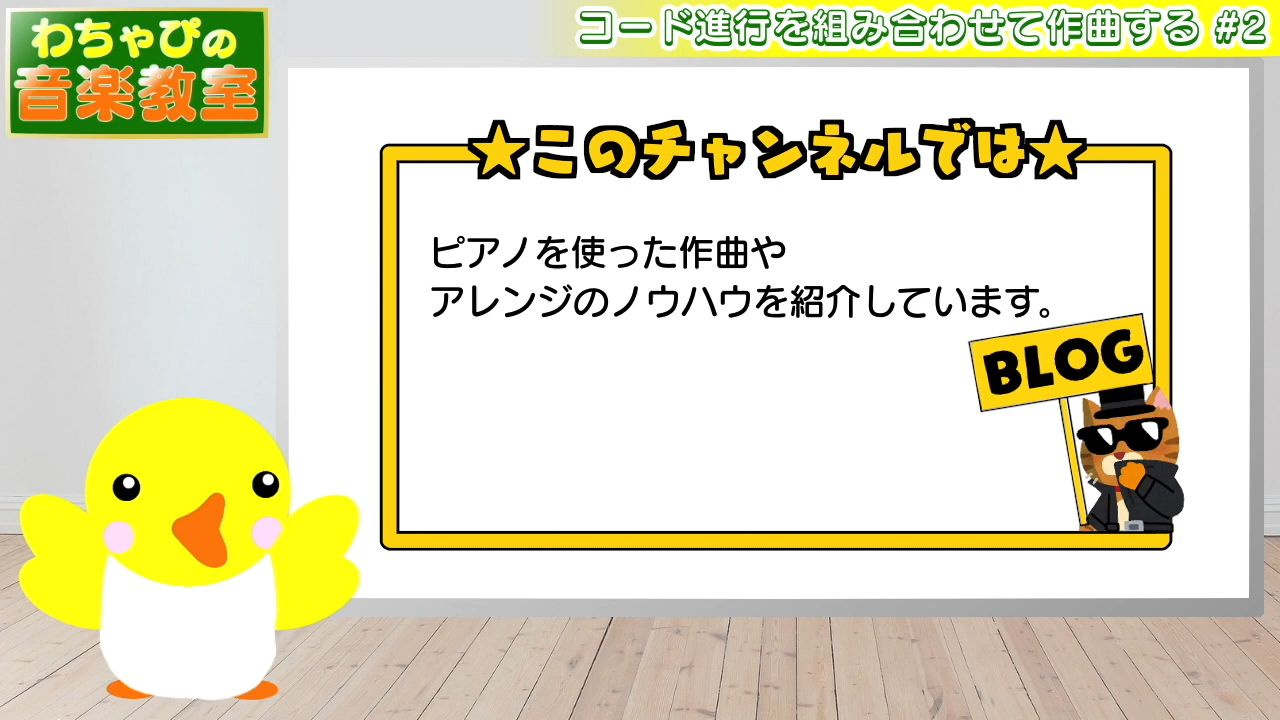 わちゃぴの
音楽教室
コード進行を組み合わせて作曲する #2
★このチャンネルでは★
ピアノを使った作曲や
アレンジのノウハウを紹介しています。
BLOG